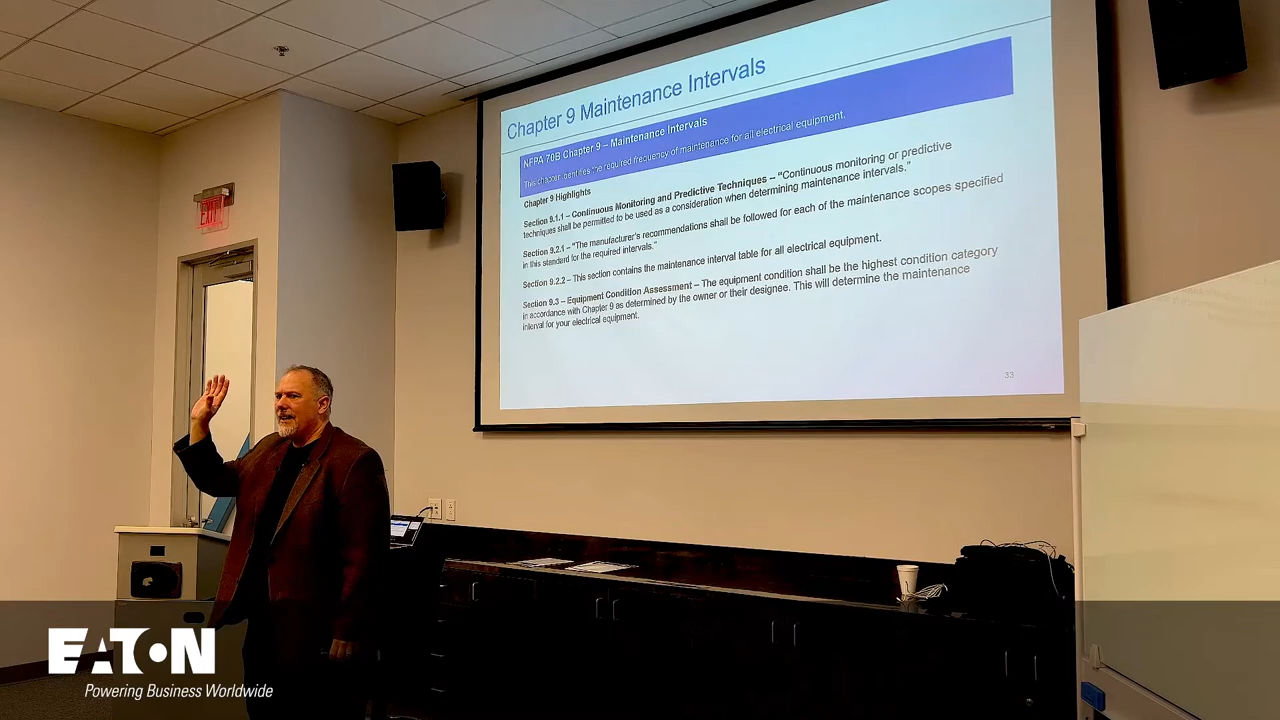 Chapter 9 Maintenance Intervals
NFPA 70B Chapter 9 – Maintenance Intervals
This chapter identifies the required frequency of maintenance for all electrical equipment.
Chapter 9 Highlights
Section 9.1.1 – Continuous Monitoring and Predictive Techniques – “Continuous monitoring or predictive
techniques shall be permitted to be used as a consideration when determining maintenance intervals.”
Section 9.2.1 – “The manufacturer’s recommendations shall be followed for each of the maintenance scopes specified
in this standard for the required intervals.”
Section 9.2.2 – This section contains the maintenance interval table for all electrical equipment.
Section 9.3 – Equipment Condition Assessment – The equipment condition shall be the highest condition category
in accordance with Chapter 9 as determined by the owner or their designee. This will determine the maintenance
interval for your electrical equipment.
33
EXIT
EATON
Powering Business Worldwide